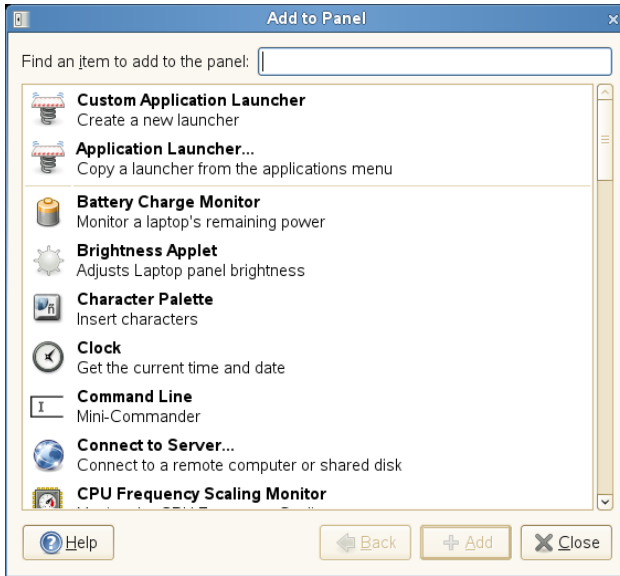 Add to Panel
Find an item to add to the panel:
Custom Application Launcher
Create a new launcher
Application Launcher...
Copy a launcher from the applications menu
Battery Charge Monitor
Monitor a laptop's remaining power
Brightness Applet
Adjusts Laptop panel brightness
Character Palette
Insert characters
Clock
Get the current time and date
Command Line
Mini-Commander
Connect to Server...
Connect to a remote computer or shared disk
CPU Frequency Scaling Monitor
Help
Back
Add
Close